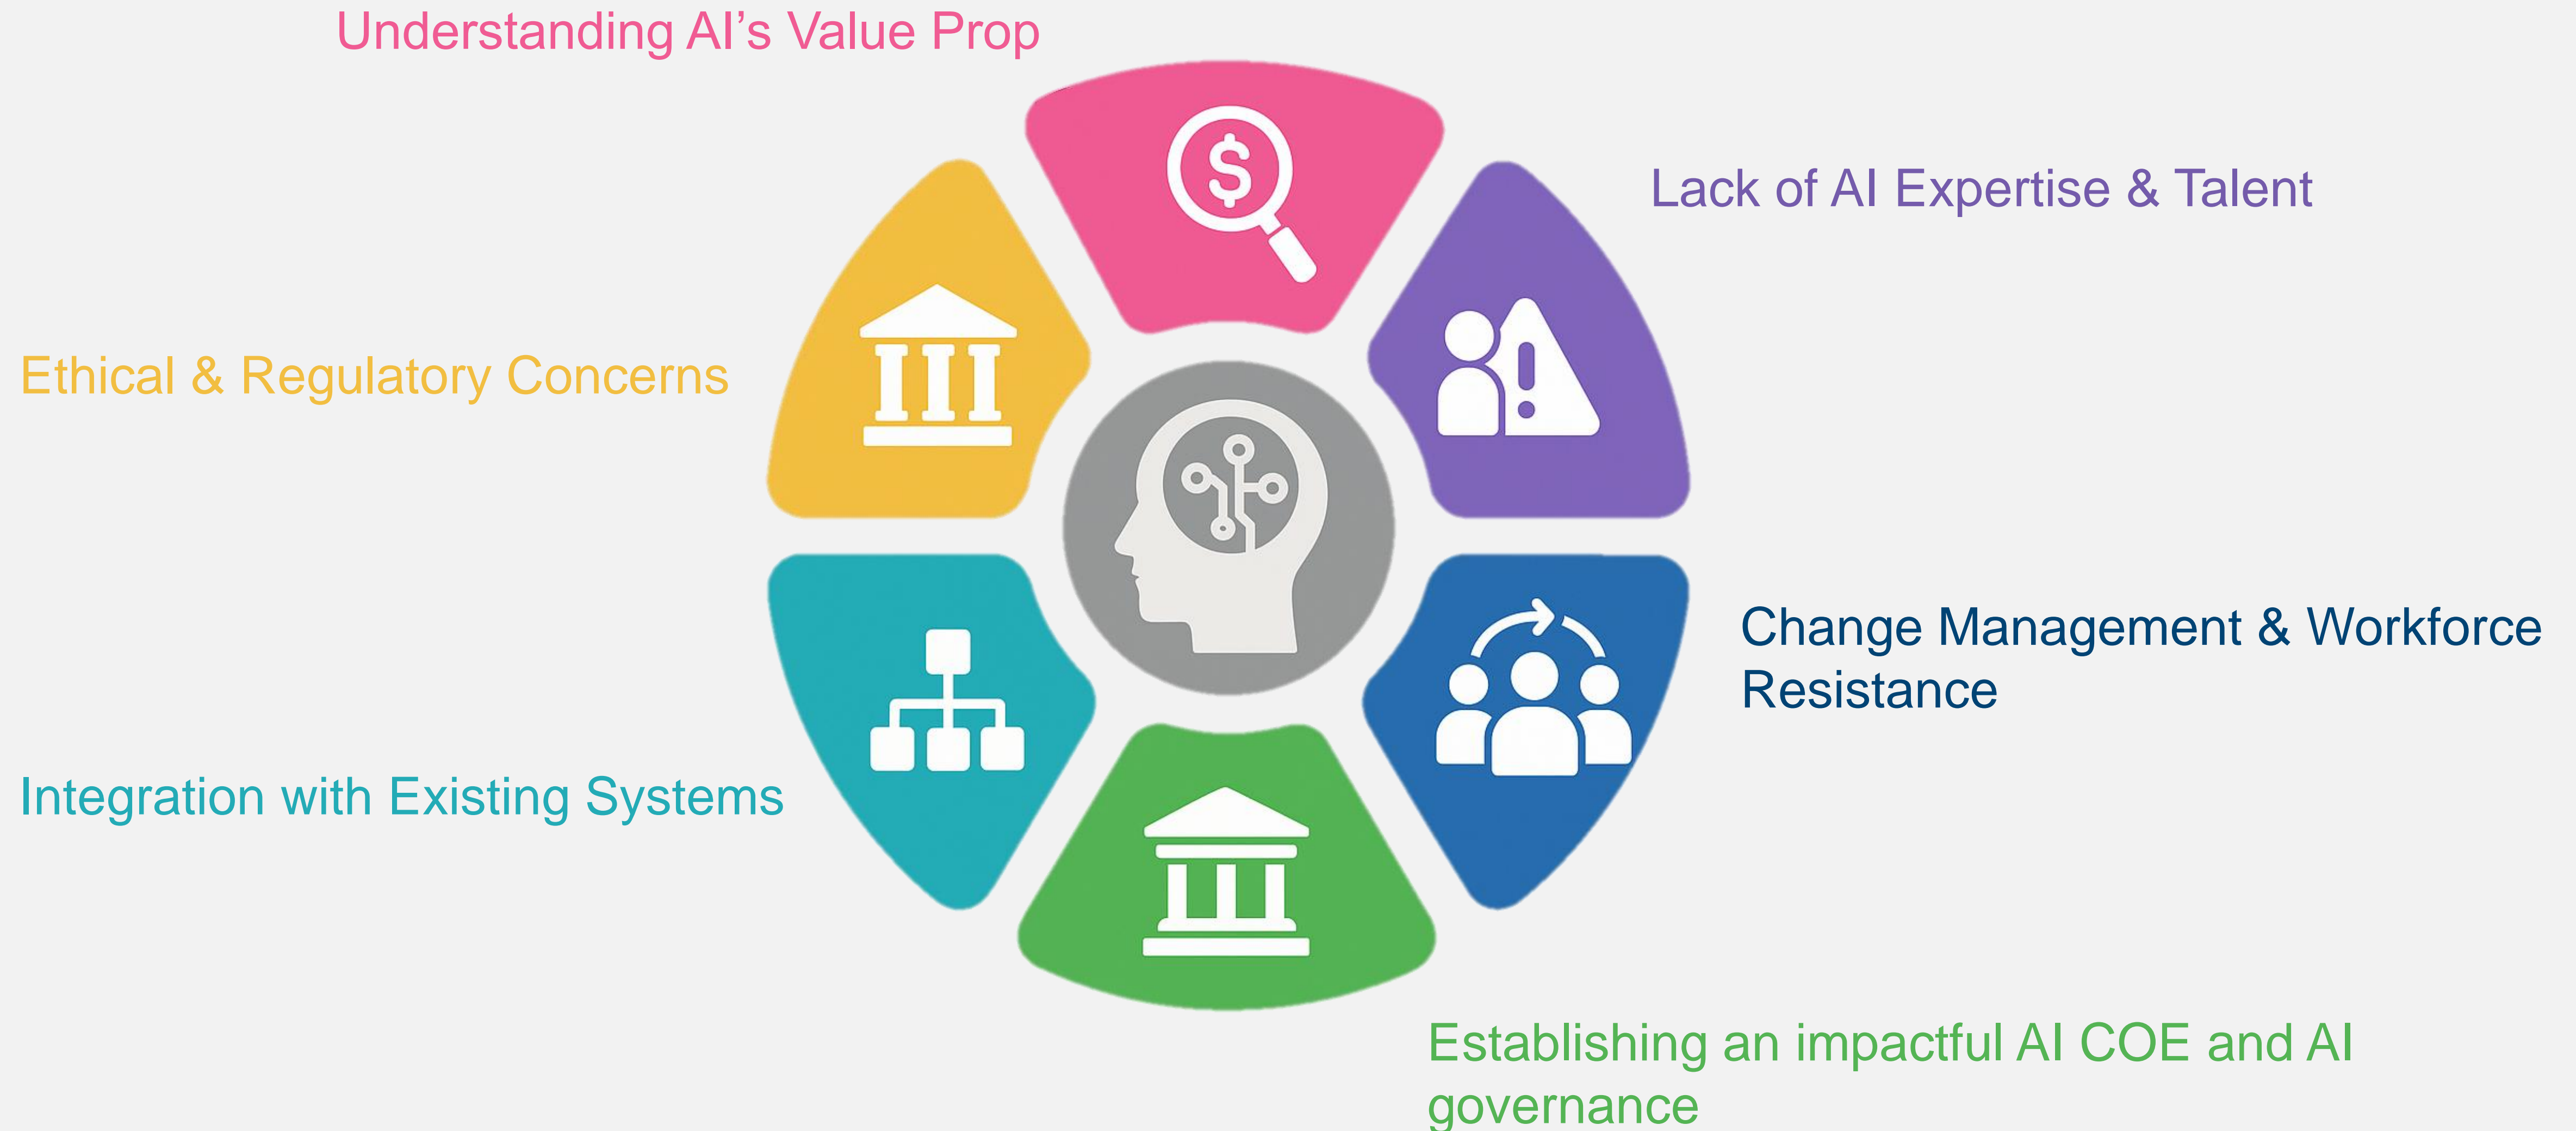 Understanding AI’s Value Prop
Lack of AI Expertise & Talent
Ethical & Regulatory Concerns
Change Management & Workforce
Resistance
Integration with Existing Systems
Establishing an impactful AI COE and AI
governance